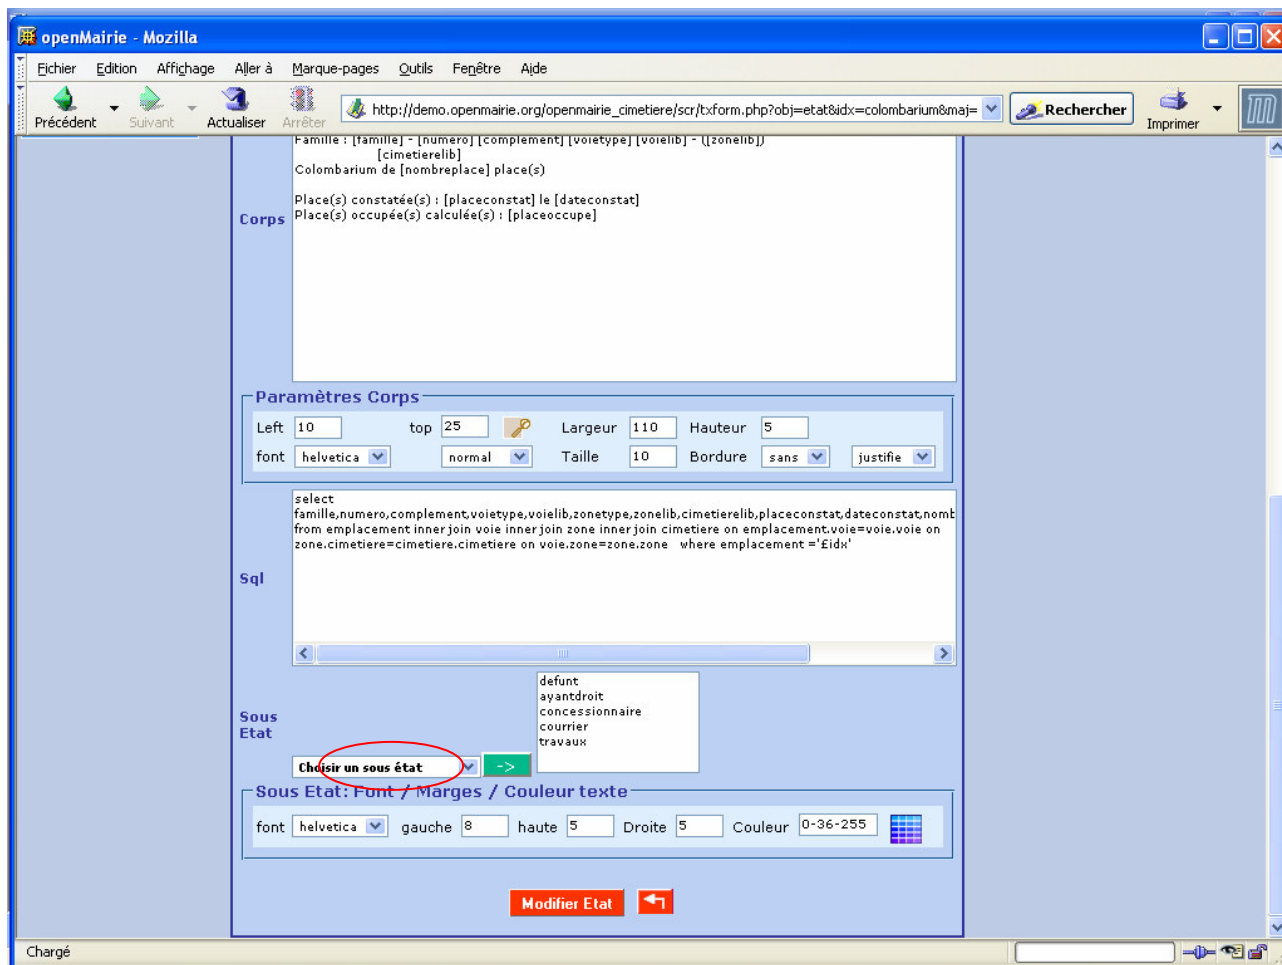 openMairie - Mozilla
Fichier Edition Affichage Aller à Marque-pages Outils Fenêtre Aide
Précédent Suivant Actualiser Arrêter http://demo.openmairie.org/openmairie_cimetiere/scr/txform.php?obj=etat&idx=colombarium&maj= Rechercher Imprimer
Famille : [famille] - [numero] [complement] [voietype] [voielib] - ([zonelib])
[cimetierelib]
Colombarium de [nombreplace] place(s)
Place(s) constatée(s) : [placeconstat] le [dateconstat]
Place(s) occupée(s) calculée(s) : [placeoccupe]
Corps
Paramètres Corps
Left 10 top 25 Largeur 110 Hauteur 5
font helvetica normal Taille 10 Bordure sans justifie
select
famille,numero,complement,voietype,voielib,zonetype,zonelib,cimetierelib,placeconstat,dateconstat,nomb
from emplacement inner join voie inner join zone inner join cimetiere on emplacement.voie=voie.voie on
zone.cimetiere=cimetiere.cimetiere on voie.zone=zone.zone where emplacement ='£idx'
Sql
defunt
ayantdroit
concessionnaire
courrier
travaux
Sous
Etat
Choisir un sous état ->
Sous Etat: Font / Marges / Couleur texte
font helvetica gauche 8 haute 5 Droite 5 Couleur 0-36-255
Modifier Etat
Chargé